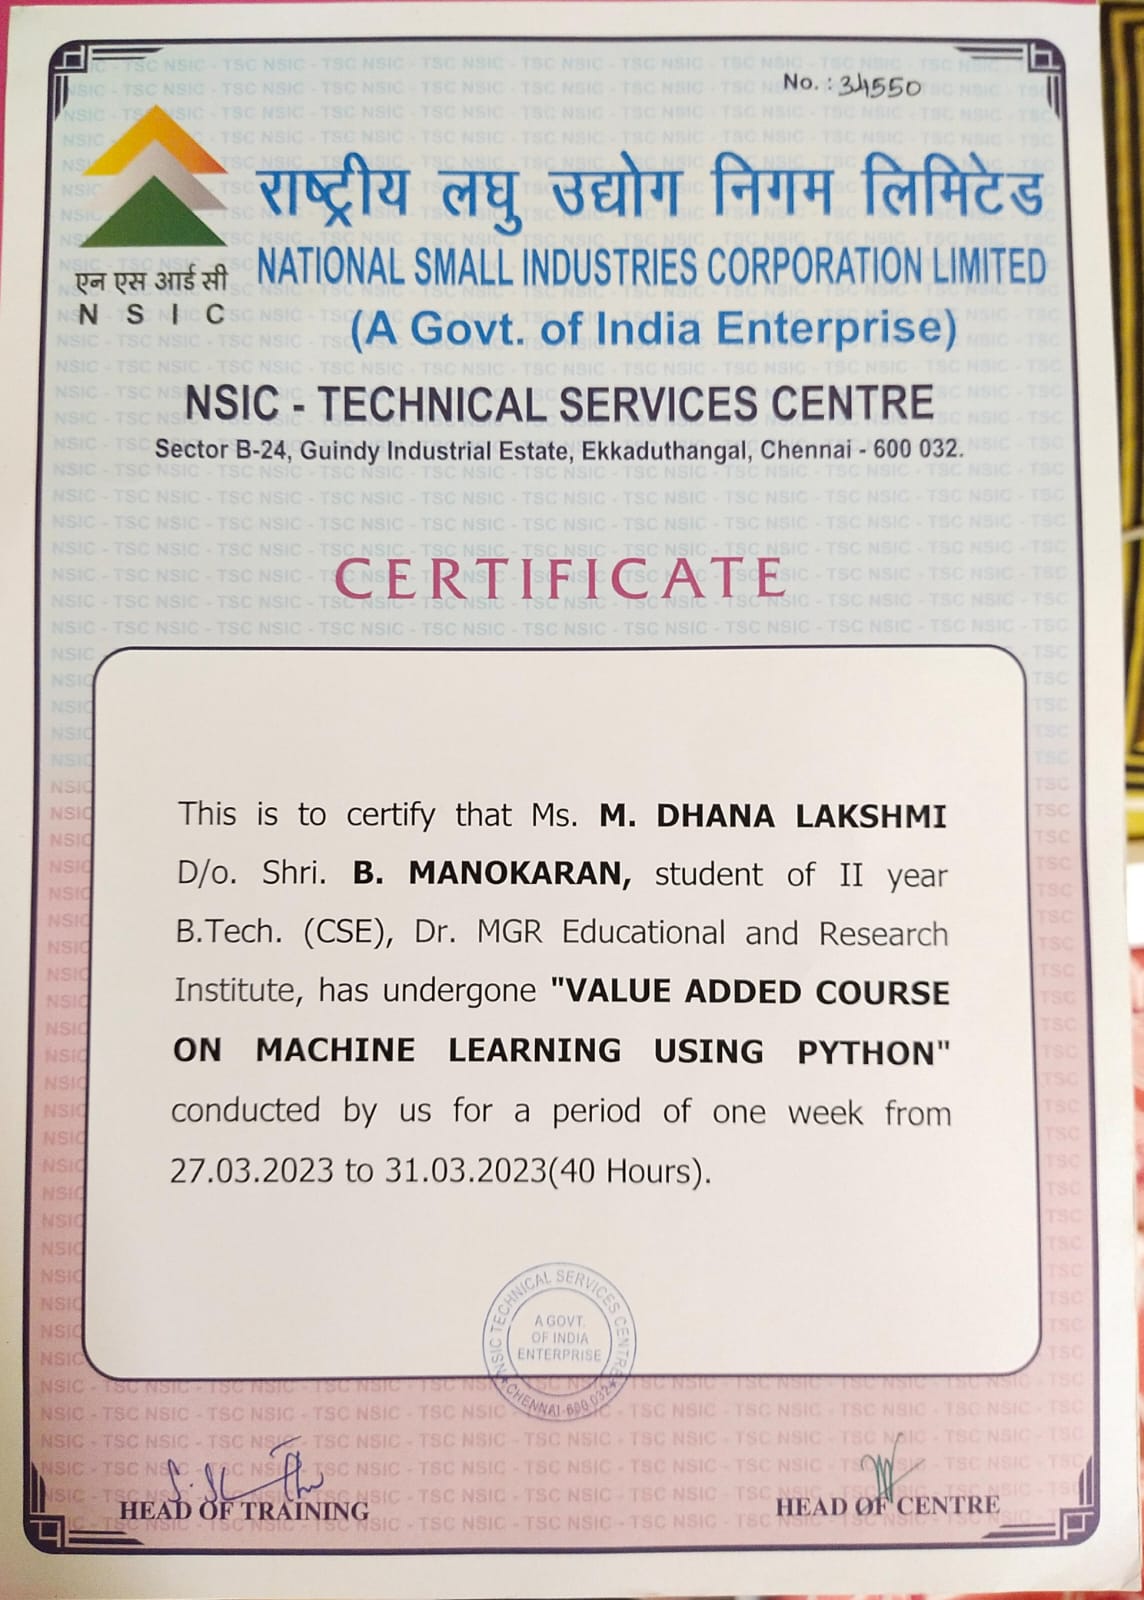 No. : 34550
राष्ट्रीय लघु उद्योग निगम लिमिटेड
NATIONAL SMALL INDUSTRIES CORPORATION LIMITED
एन एस आई सी
N S I C
(A Govt. of India Enterprise)
NSIC - TECHNICAL SERVICES CENTRE
Sector B-24, Guindy Industrial Estate, Ekkaduthangal, Chennai - 600 032.
CERTIFICATE
This is to certify that Ms. M. DHANA LAKSHMI
D/o. Shri. B. MANOKARAN, student of II year
B.Tech. (CSE), Dr. MGR Educational and Research
Institute, has undergone "VALUE ADDED COURSE
ON MACHINE LEARNING USING PYTHON"
conducted by us for a period of one week from
27.03.2023 to 31.03.2023(40 Hours).
NSIC TECHNICAL SERVICES CENTRE
A GOVT.
OF INDIA
ENTERPRISE
CHENNAI-600 032
HEAD OF TRAINING
HEAD OF CENTRE